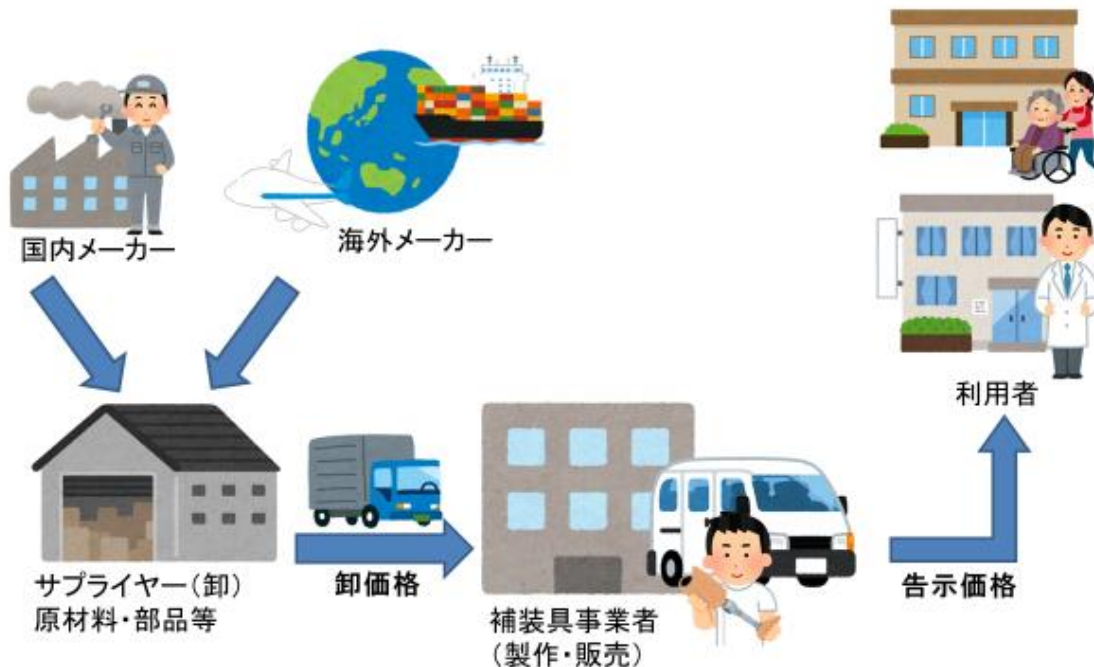 国内メーカー
海外メーカー
利用者
サプライヤー（卸）
原材料・部品等
卸価格
補装具事業者
（製作・販売）
告示価格